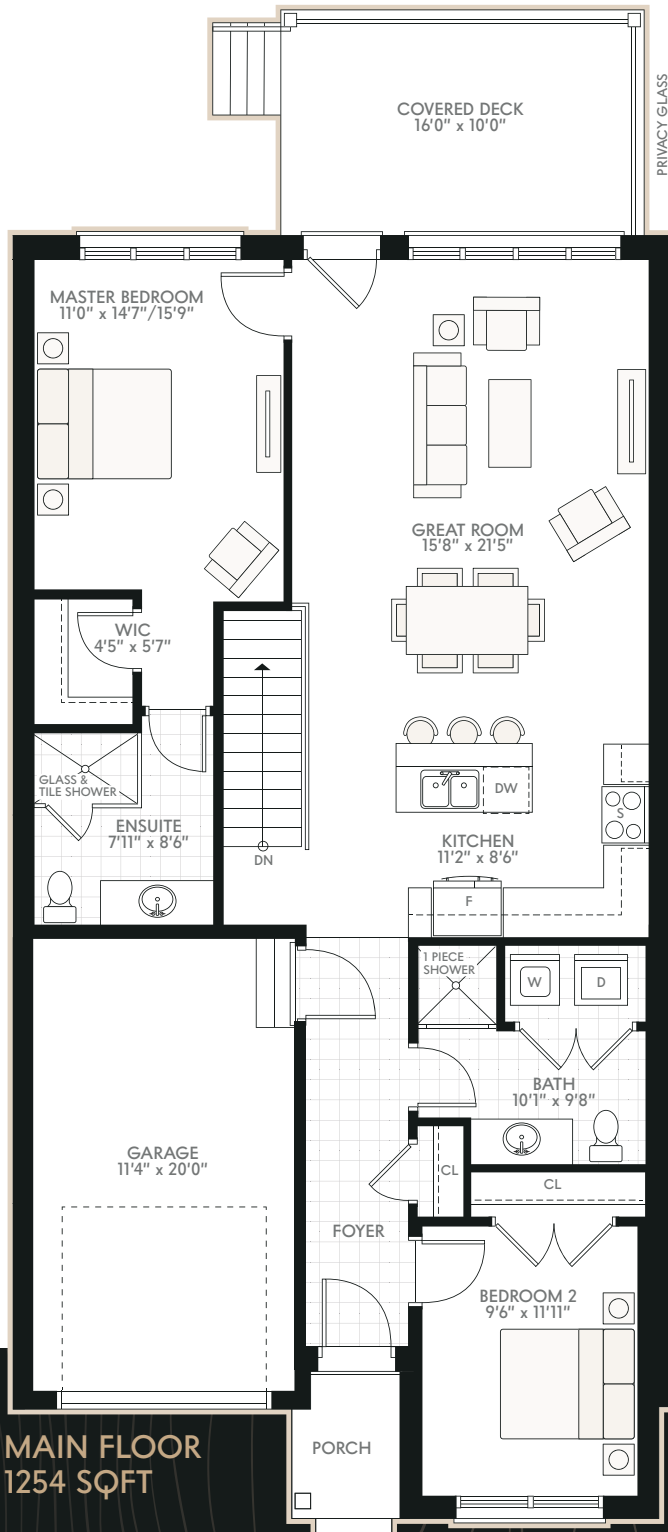 COVERED DECK
16'0" x 10'0"
PRIVACY GLASS
MASTER BEDROOM
11'0" x 14'7"/15'9"
GREAT ROOM
15'8" x 21'5"
WIC
4'5" x 5'7"
GLASS &
TILE SHOWER
ENSUITE
7'11" x 8'6"
DN
DW
S
KITCHEN
11'2" x 8'6"
F
1 PIECE
SHOWER
W
D
BATH
10'1" x 9'8"
GARAGE
11'4" x 20'0"
CL
CL
FOYER
BEDROOM 2
9'6" x 11'11"
PORCH
MAIN FLOOR
1254 SQFT